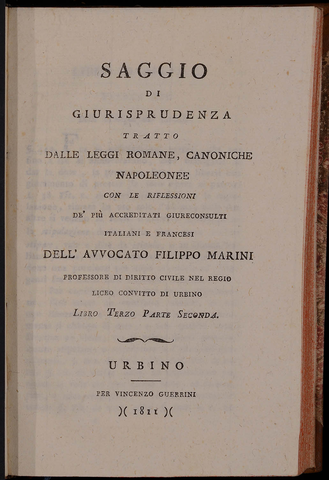 SAGGIO
DI
GIURISPRUDENZA
TRATTO
DALLE LEGGI ROMANE, CANONICHE
NAPOLEONEE
CON LE RIFLESSIONI
DE' PIÙ ACCREDITATI GIURECONSULTI
ITALIANI E FRANCESI
DELL' AVVOCATO FILIPPO MARINI
PROFESSORE DI DIRITTO CIVILE NEL REGIO
LICEO CONVITTO DI URBINO
LIBRO TERZO PARTE SECONDA.
URBINO
PER VINCENZO GUERRINI
)( 1811 )(